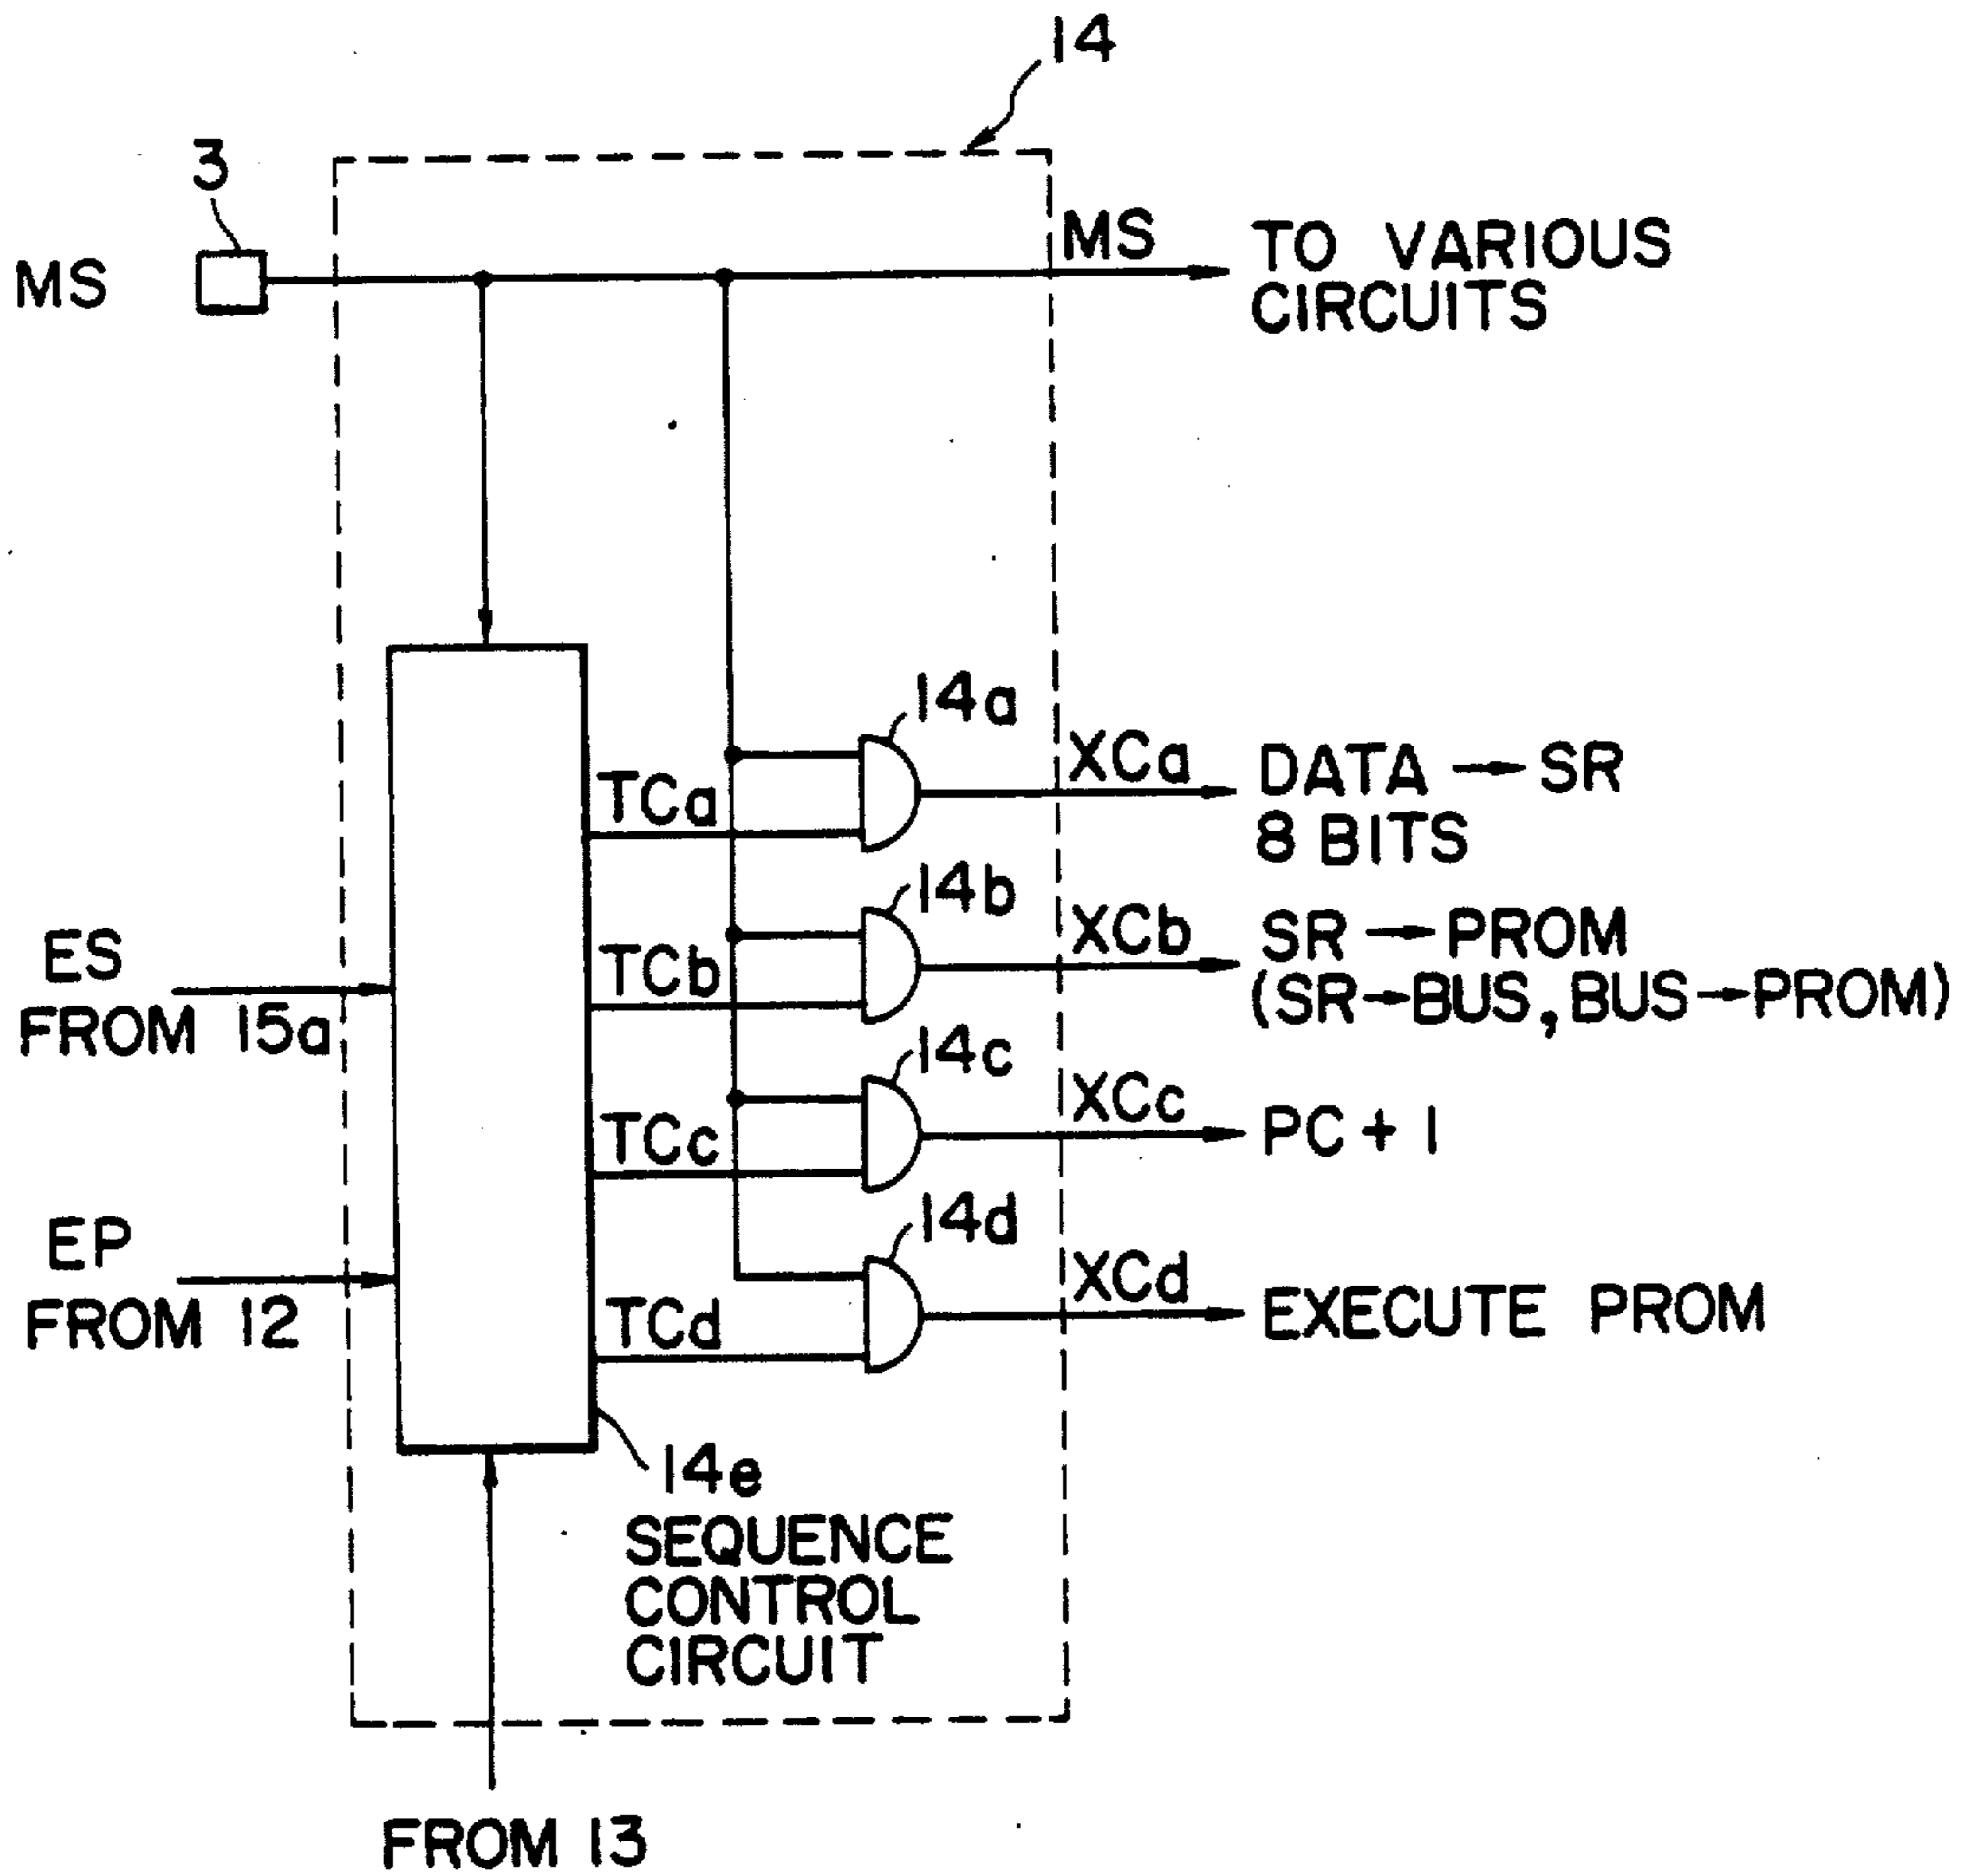 14
3
MS
MS
TO VARIOUS
CIRCUITS
14a
XCa
DATA → SR
8 BITS
TCa
14b
XCb
SR → PROM
(SR→BUS, BUS→PROM)
TCb
ES
FROM 15a
14c
XCc
PC + 1
TCc
14d
XCd
EXECUTE PROM
TCd
EP
FROM 12
14e
SEQUENCE
CONTROL
CIRCUIT
FROM 13